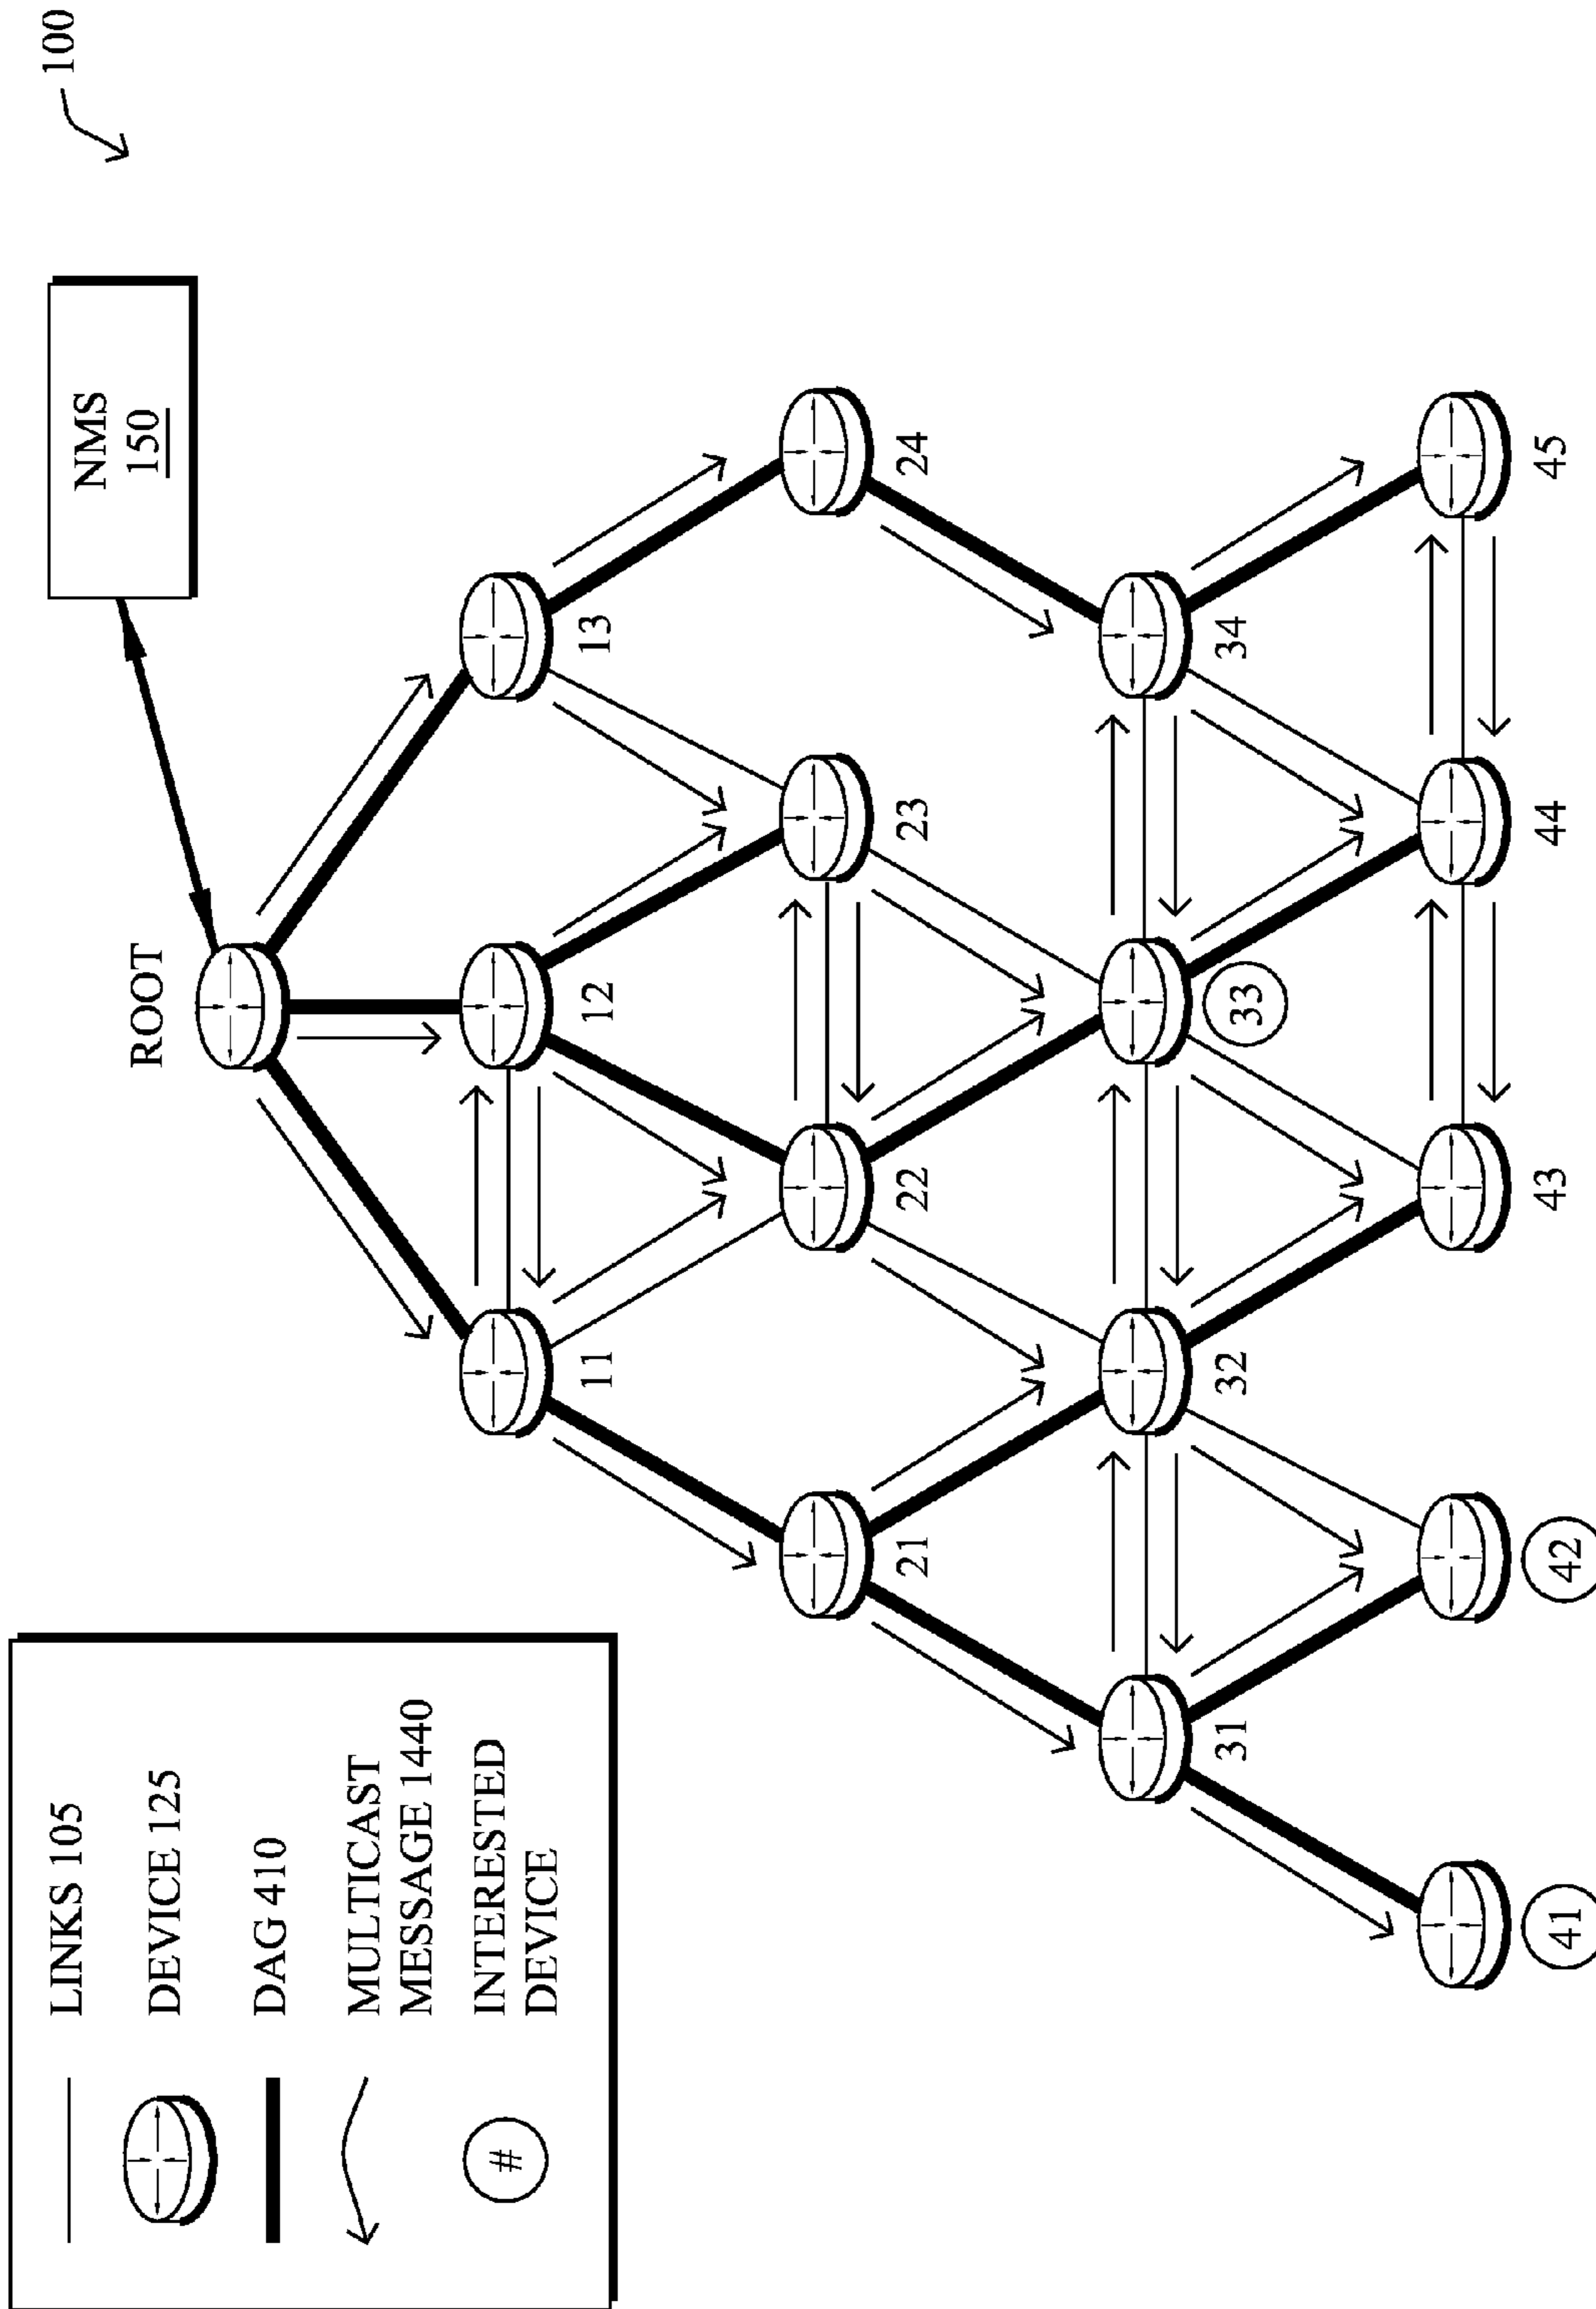 100
NMS
150
ROOT
LINKS 105
DEVICE 125
DAG 410
MULTICAST
MESSAGE 1440
#
INTERESTED
DEVICE
11
12
13
21
22
23
24
31
32
33
34
41
42
43
44
45